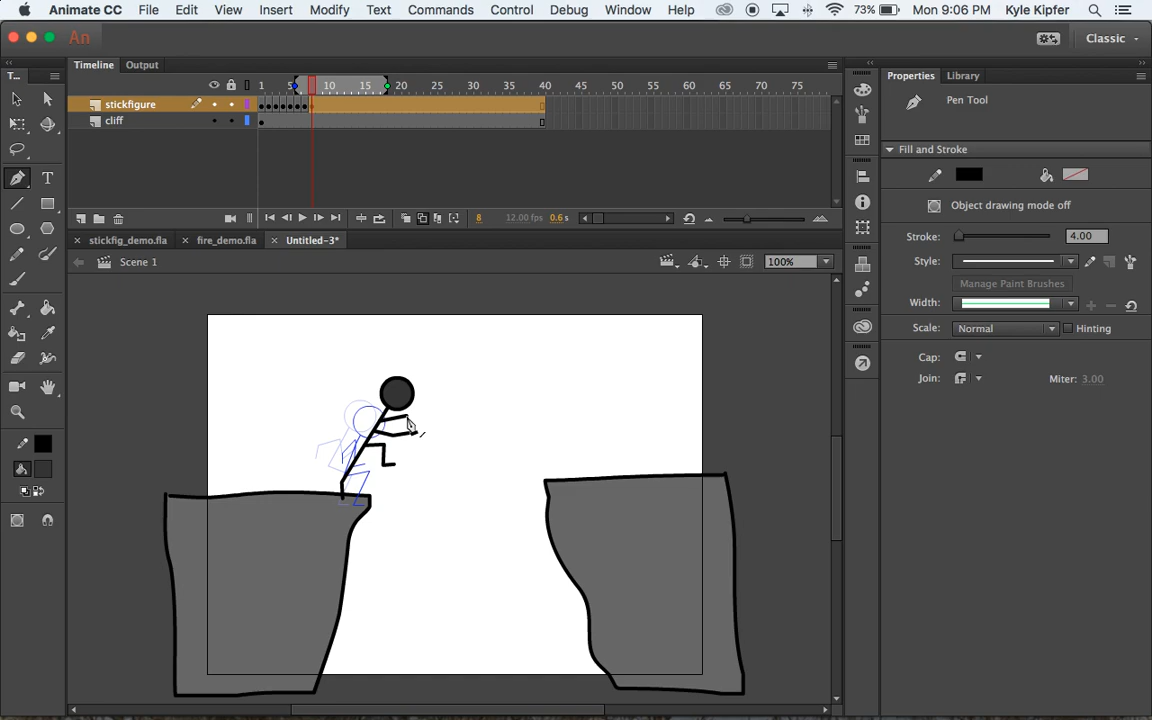 Animate CC File Edit View Insert Modify Text Commands Control Debug Window Help 73% Mon 9:06 PM Kyle Kipfer
An Classic
T... Timeline Output Properties Library
1 5 10 15 20 25 30 35 40 45 50 55 60 65 70 75
stickfigure Pen Tool
cliff
Fill and Stroke
T
Object drawing mode off
8 12.00 fps 0.6s Stroke: 4.00
stickfig_demo.fla fire_demo.fla Untitled-3*
Scene 1 100% Style:
Manage Paint Brushes
Width:
Scale: Normal Hinting
Cap:
Join: Miter: 3.00